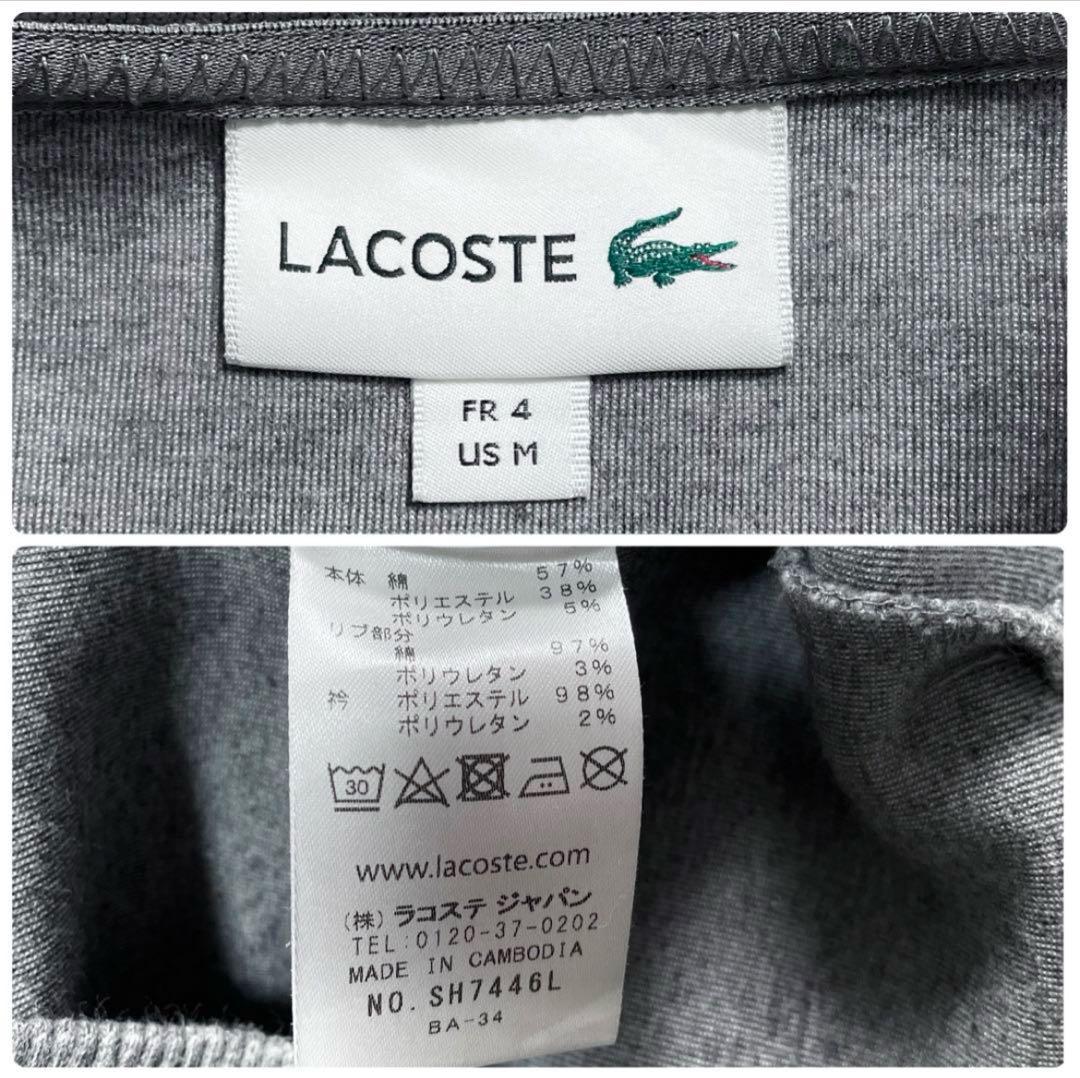 LACOSTE
FR 4
US M
本体 綿 57%
ポリエステル 38%
ポリウレタン 5%
リブ部分
綿 97%
ポリウレタン 3%
衿 ポリエステル 98%
ポリウレタン 2%
30
www.lacoste.com
(株)ラコステ ジャパン
TEL:0120-37-0202
MADE IN CAMBODIA
NO. SH7446L
BA-34